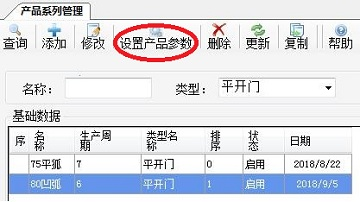 产品系列管理
查询 添加 修改 设置产品参数 删除 更新 复制 帮助
名称: 类型: 平开门
基础数据
序 名称 生产周期 类型名称 排序 状态 日期
75平弧 7 平开门 0 启用 2018/8/22
80凹弧 6 平开门 1 启用 2018/9/5